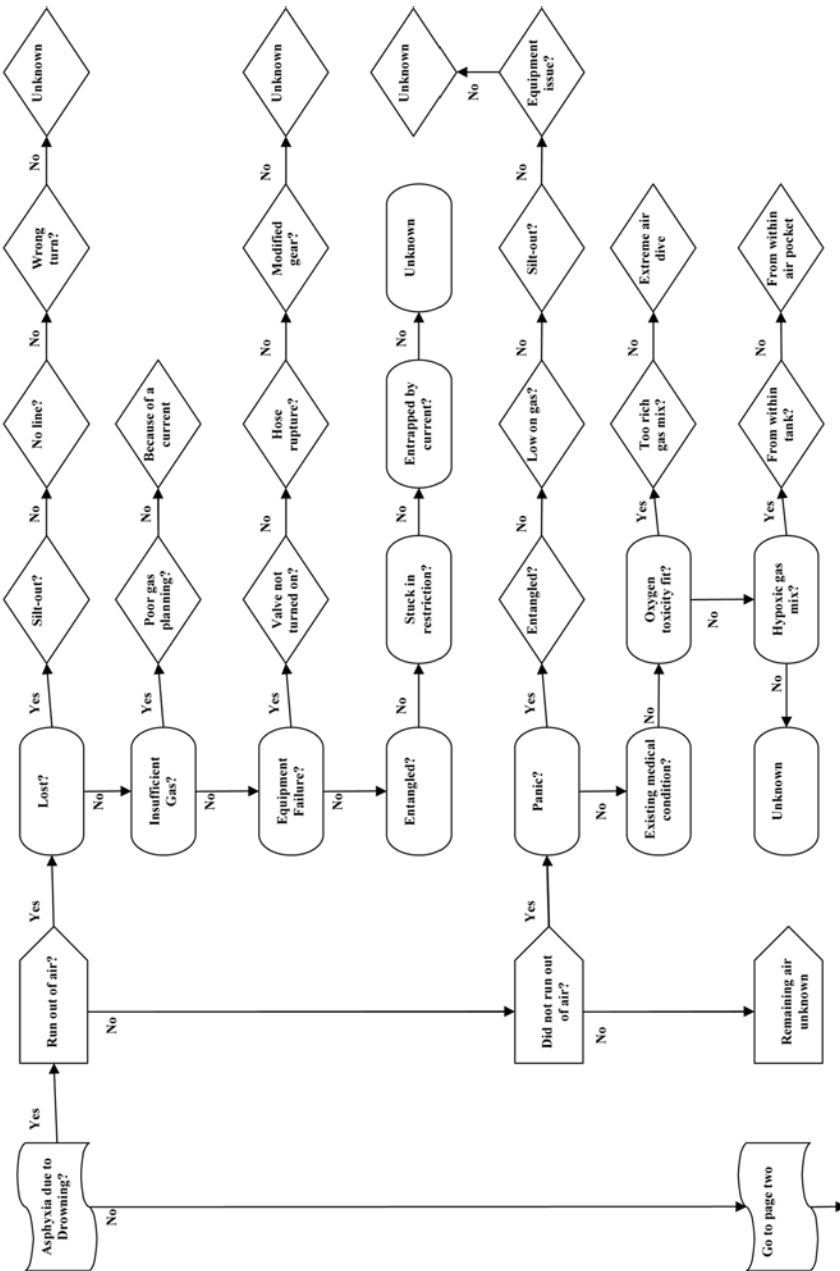 Asphyxia due to
Drowning?
Yes
No
Run out of air?
Yes
No
Lost?
Yes
No
Silt-out?
No
No line?
No
Wrong
turn?
No
Unknown
Insufficient
Gas?
Yes
No
Poor gas
planning?
No
Because of a
current
Equipment
Failure?
Yes
No
Valve not
turned on?
No
Hose
rupture?
No
Modified
gear?
No
Unknown
Entangled?
No
Stuck in
restriction?
No
Entrapped by
current?
No
Unknown
Did not run out
of air?
Yes
No
Panic?
Yes
No
Entangled?
No
Low on gas?
No
Silt-out?
No
Equipment
issue?
No
Unknown
Existing medical
condition?
No
Oxygen
toxicity fit?
Yes
No
Too rich
gas mix?
No
Extreme air
dive
Go to page two
Remaining air
unknown
Unknown
No
Hypoxic gas
mix?
Yes
From within
tank?
No
From within
air pocket